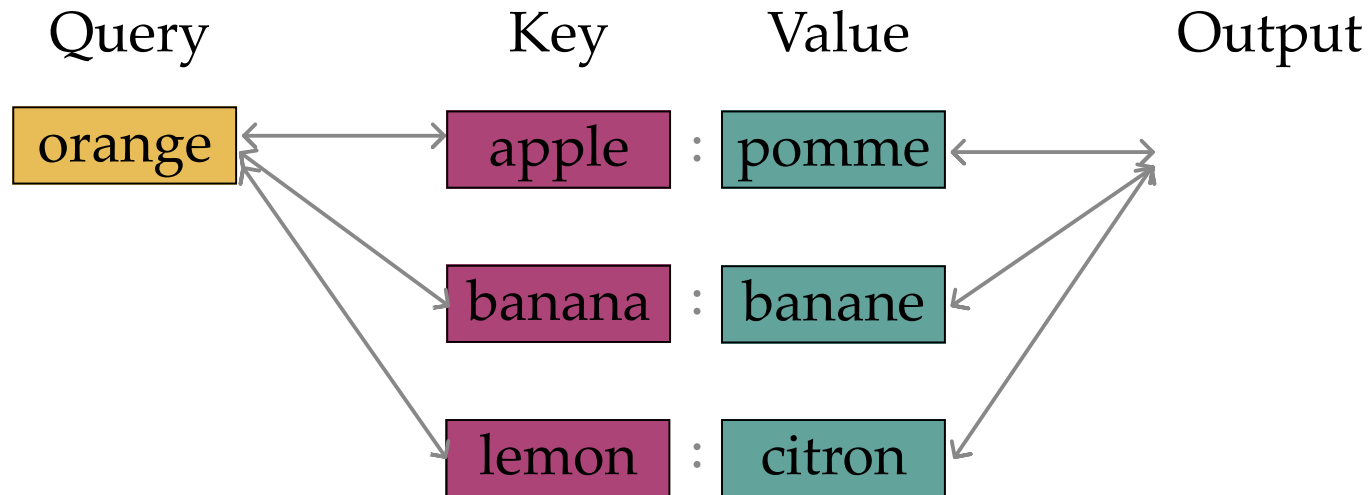 Query Key Value Output
orange apple : pomme
banana : banane
lemon : citron